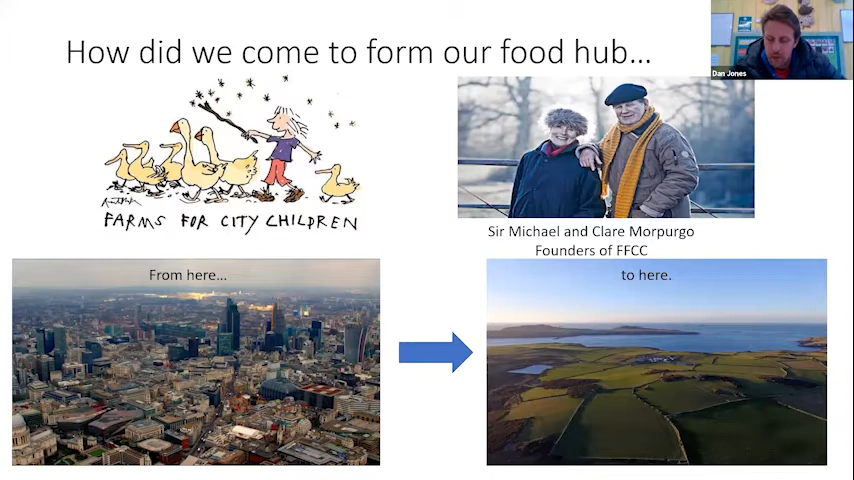 How did we come to form our food hub...
Dan Jones
FARMS FOR CITY CHILDREN
Sir Michael and Clare Morpurgo
Founders of FFCC
From here...
to here.